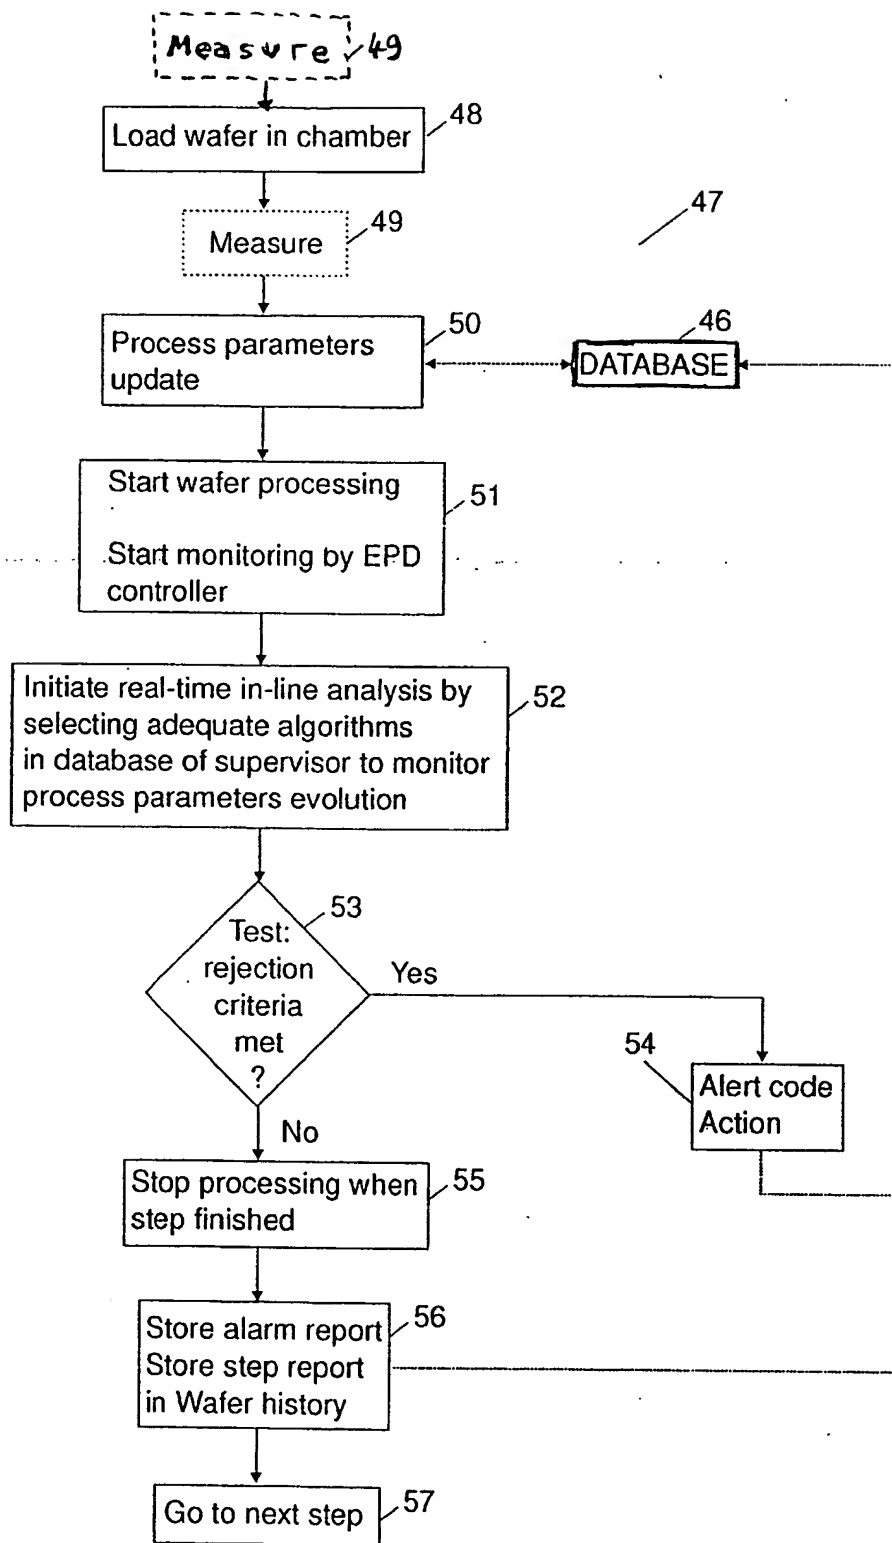 Measure 49
Load wafer in chamber 48
Measure 49
47
Process parameters
update
50
46
DATABASE
Start wafer processing
Start monitoring by EPD
controller
51
Initiate real-time in-line analysis by
selecting adequate algorithms
in database of supervisor to monitor
process parameters evolution
52
53
Test:
rejection
criteria
met
?
Yes
54
Alert code
Action
No
Stop processing when
step finished
55
Store alarm report
Store step report
in Wafer history
56
Go to next step 57